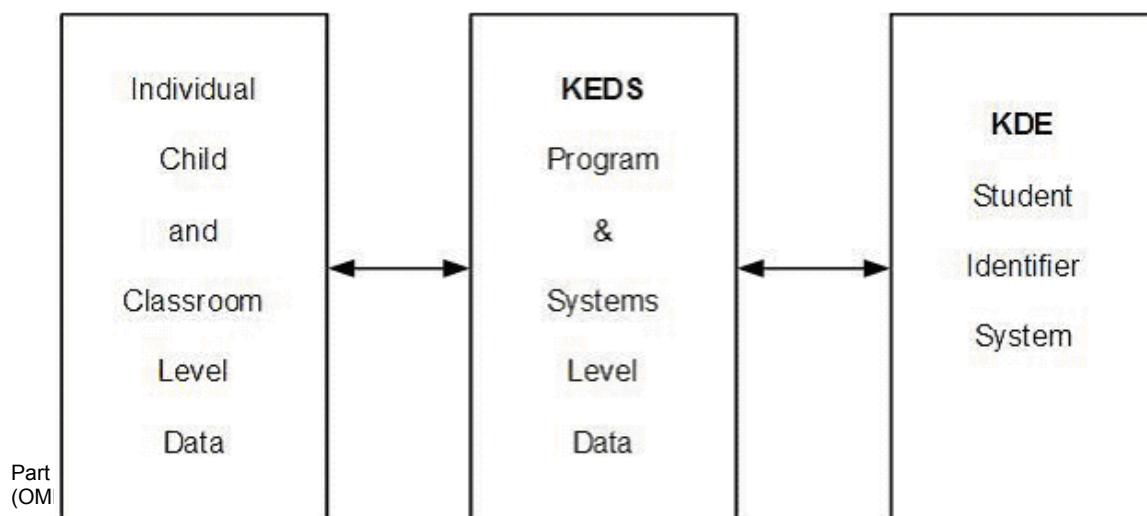 Individual
Child
and
Classroom
Level
Data
KEDS
Program
&
Systems
Level
Data
KDE
Student
Identifier
System
Part